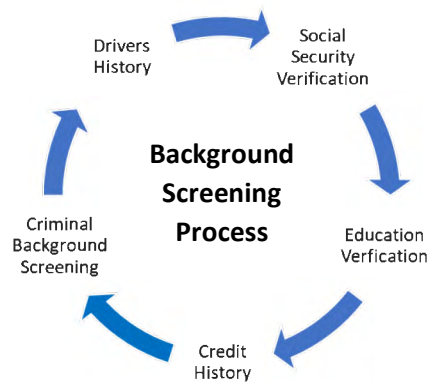 Drivers
History
Social
Security
Verification
Background
Screening
Process
Criminal
Background
Screening
Education
Verfication
Credit
History